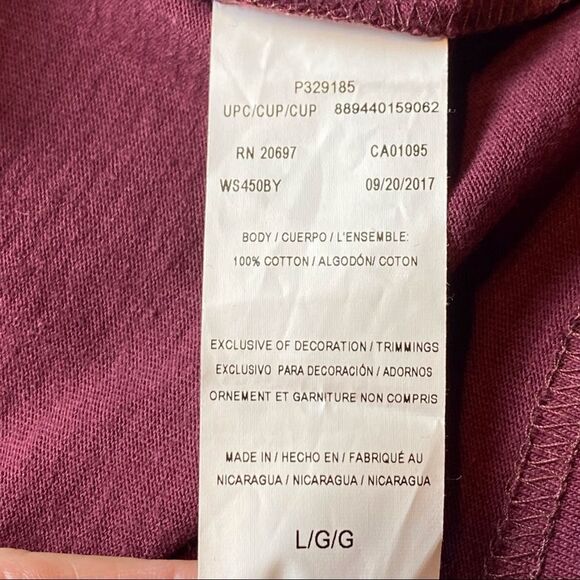 P329185
UPC/CUP/CUP 889440159062
RN 20697 CA01095
WS450BY 09/20/2017
BODY / CUERPO / L'ENSEMBLE:
100% COTTON / ALGODÓN/ COTON
EXCLUSIVE OF DECORATION / TRIMMINGS
EXCLUSIVO PARA DECORACIÓN / ADORNOS
ORNEMENT ET GARNITURE NON COMPRIS
MADE IN / HECHO EN / FABRIQUÉ AU
NICARAGUA / NICARAGUA / NICARAGUA
L/G/G